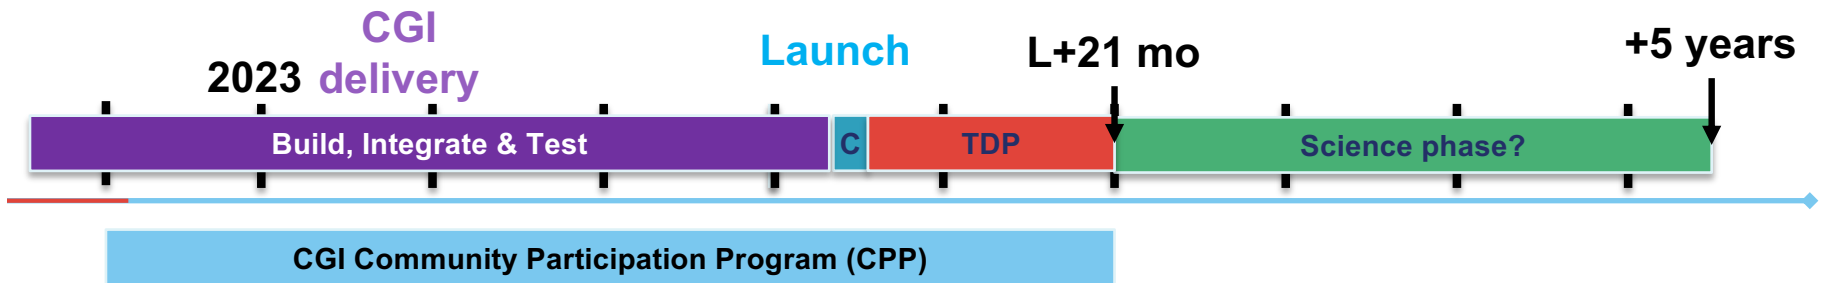 CGI
delivery
2023
Launch
L+21 mo
+5 years
Build, Integrate & Test
C
TDP
Science phase?
CGI Community Participation Program (CPP)